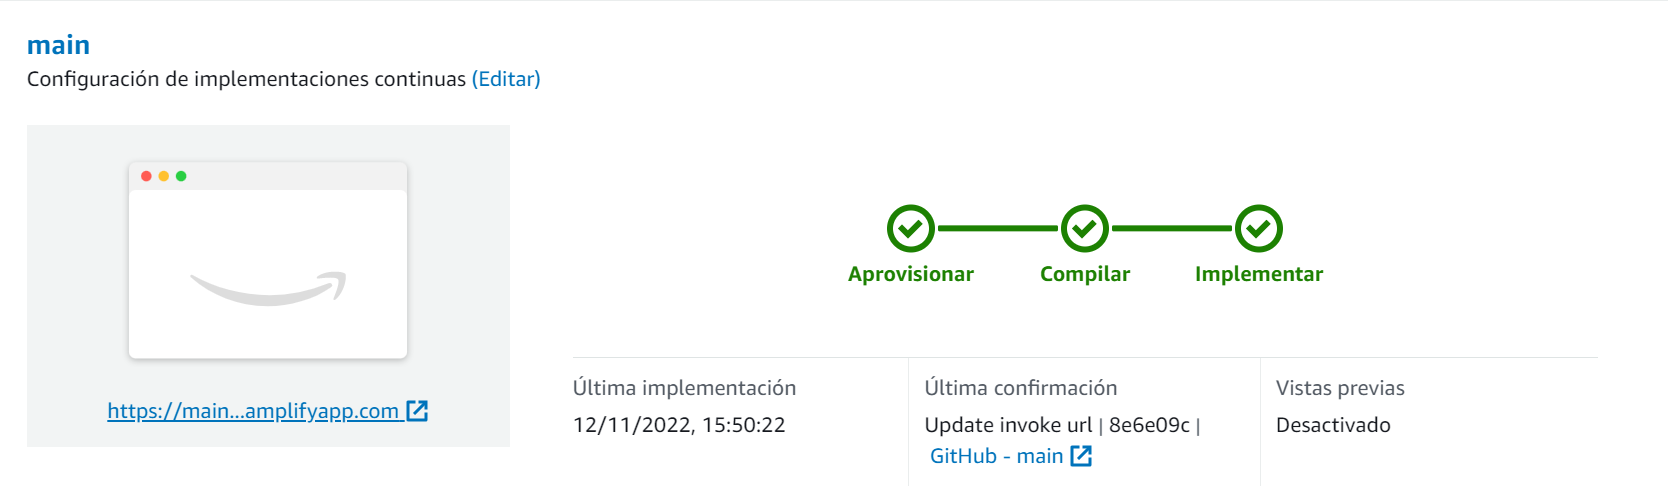 main
Configuración de implementaciones continuas (Editar)
https://main...amplifyapp.com
Aprovisionar
Compilar
Implementar
Última implementación
12/11/2022, 15:50:22
Última confirmación
Update invoke url | 8e6e09c |
GitHub - main
Vistas previas
Desactivado